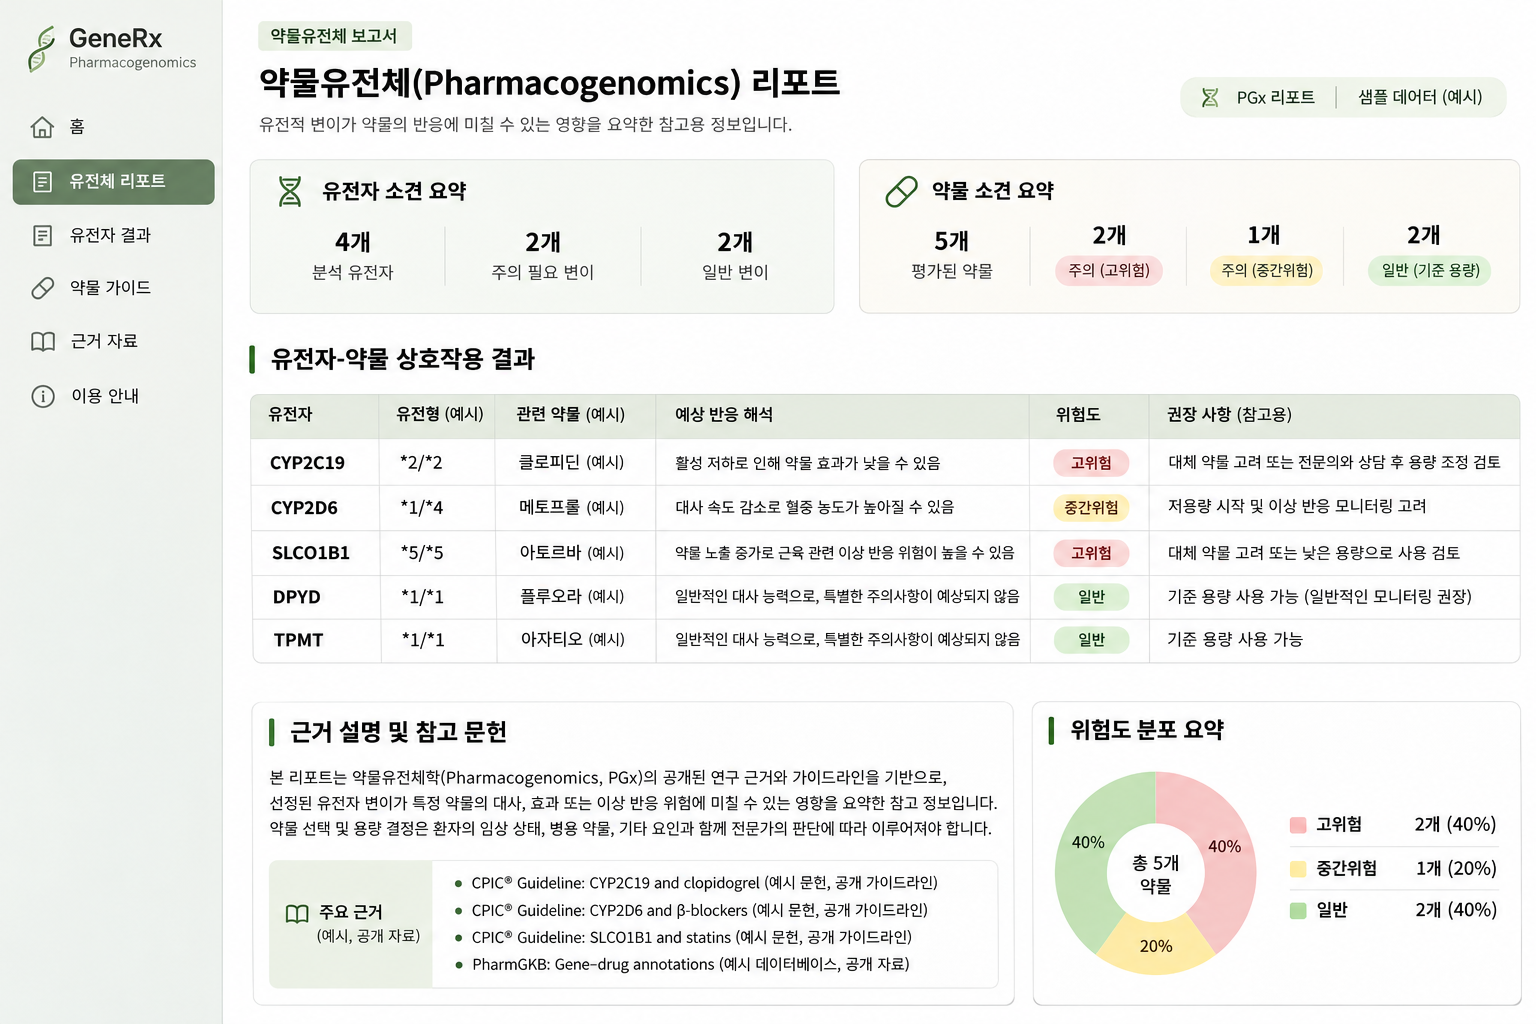 GeneRx
Pharmacogenomics
홈
유전체 리포트
유전자 결과
약물 가이드
근거 자료
이용 안내
약물유전체 보고서
약물유전체(Pharmacogenomics) 리포트
유전적 변이가 약물의 반응에 미칠 수 있는 영향을 요약한 참고용 정보입니다.
PGx 리포트 | 샘플 데어터 (예시)
유전자 소견 요약
4개 2개 2개
분석 유전자 주의 필요 변이 일반 변이
약물 소견 요약
5개 2개 1개 2개
평가된 약물 주의 (고위험) 주의 (중간위험) 일반 (기준 용량)
유전자-약물 상호작용 결과
유전자 유전형 (예시) 관련 약물 (예시) 예상 반응 해석 위험도 권장 사항 (참고용)
CYP2C19 *2/*2 클로피딘 (예시) 활성 저하로 인해 약물 효과가 낮을 수 있음 고위험 대체 약물 고려 또는 전문의와 상담 후 용량 조정 검토
CYP2D6 *1/*4 메토프롤 (예시) 대사 속도 감소로 혈중 농도가 높아질 수 있음 중간위험 저용량 시작 및 이상 반응 모니터링 고려
SLCO1B1 *5/*5 아토르바 (예시) 약물 노출 증가로 근육 관련 이상 반응 위험이 높을 수 있음 고위험 대체 약물 고려 또는 낮은 용량으로 사용 검토
DPYD *1/*1 플루오라 (예시) 일반적인 대사 능력으로, 특별한 주의사항이 예상되지 않음 일반 기준 용량 사용 가능 (일반적인 모니터링 권장)
TPMT *1/*1 아자티오 (예시) 일반적인 대사 능력으로, 특별한 주의사항이 예상되지 않음 일반 기준 용량 사용 가능
근거 설명 및 참고 문헌
본 리포트는 약물유전체학(Pharmacogenomics, PGx)의 공개된 연구 근거와 가이드라인을 기반으로,
선정된 유전자 변이가 특정 약물의 대사, 효과 또는 이상 반응 위험에 미칠 수 있는 영향을 요약한 참고 정보입니다.
약물 선택 및 용량 결정은 환자의 임상 상태, 병용 약물, 기타 요인과 함께 전문가의 판단에 따라 이루어져야 합니다.
주요 근거
(예시, 공개 자료)
• CPIC® Guideline: CYP2C19 and clopidogrel (예시 문헌, 공개 가이드라인)
• CPIC® Guideline: CYP2D6 and β-blockers (예시 문헌, 공개 가이드라인)
• CPIC® Guideline: SLCO1B1 and statins (예시 문헌, 공개 가이드라인)
• PharmGKB: Gene–drug annotations (예시 데이터베이스, 공개 자료)
위험도 분포 요약
40%
40%
20%
총 5개
약물
고위험 2개 (40%)
중간위험 1개 (20%)
일반 2개 (40%)